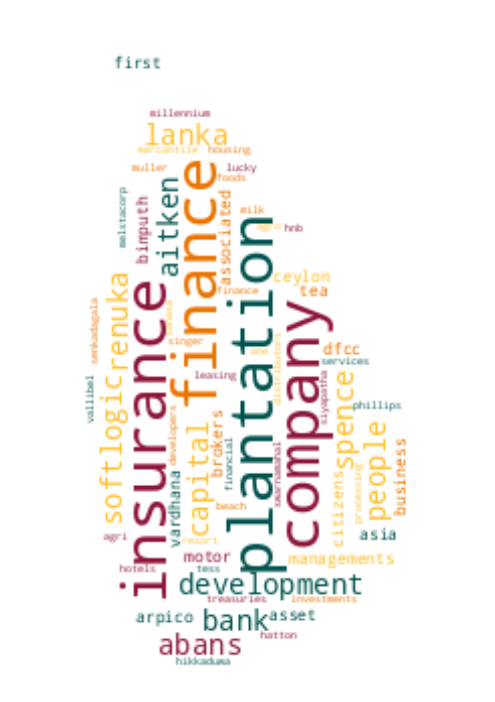 first
millennium
lanka
mercantile
housing
muller
lucky
foods
finance
aitken
associated
melstacorp
bimputh
milk
agro
hnb
plantation
renuka
ceylon
tea
insurance
finance
company
senkadagala
singer
one
distributors
dfcc
services
leasing
siyapatha
spence
vallibel
softlogic
developers
capital
brokers
phillips
people
business
financial
swarnamahal
citizens
processing
vardhana
beach
asia
agri
resort
motor
managements
hotels
tess
development
treasuries
investments
arpico
bank
asset
abans
hatton
hikkaduwa